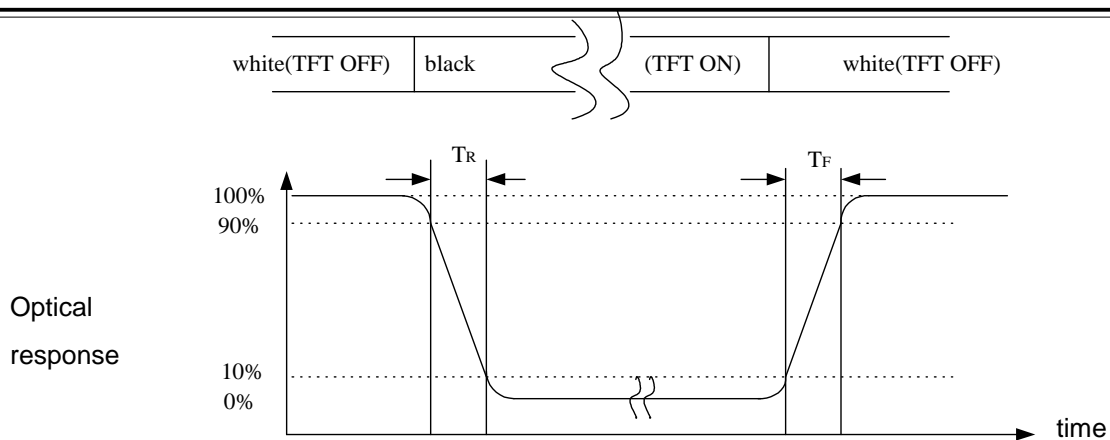 white(TFT OFF) black (TFT ON) white(TFT OFF)
TR TF
100%
90%
Optical
response
10%
0%
time